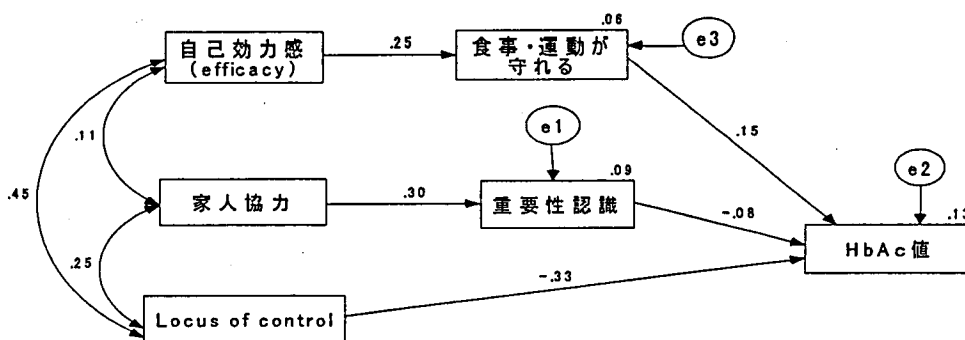 .06
e3
自己効力感
(efficacy)
.25
食事・運動が
守れる
.11
e1
.15
.45
.09
e2
家人協力
.30
重要性認識
-.08
.13
HbAc値
.25
-.33
Locus of control